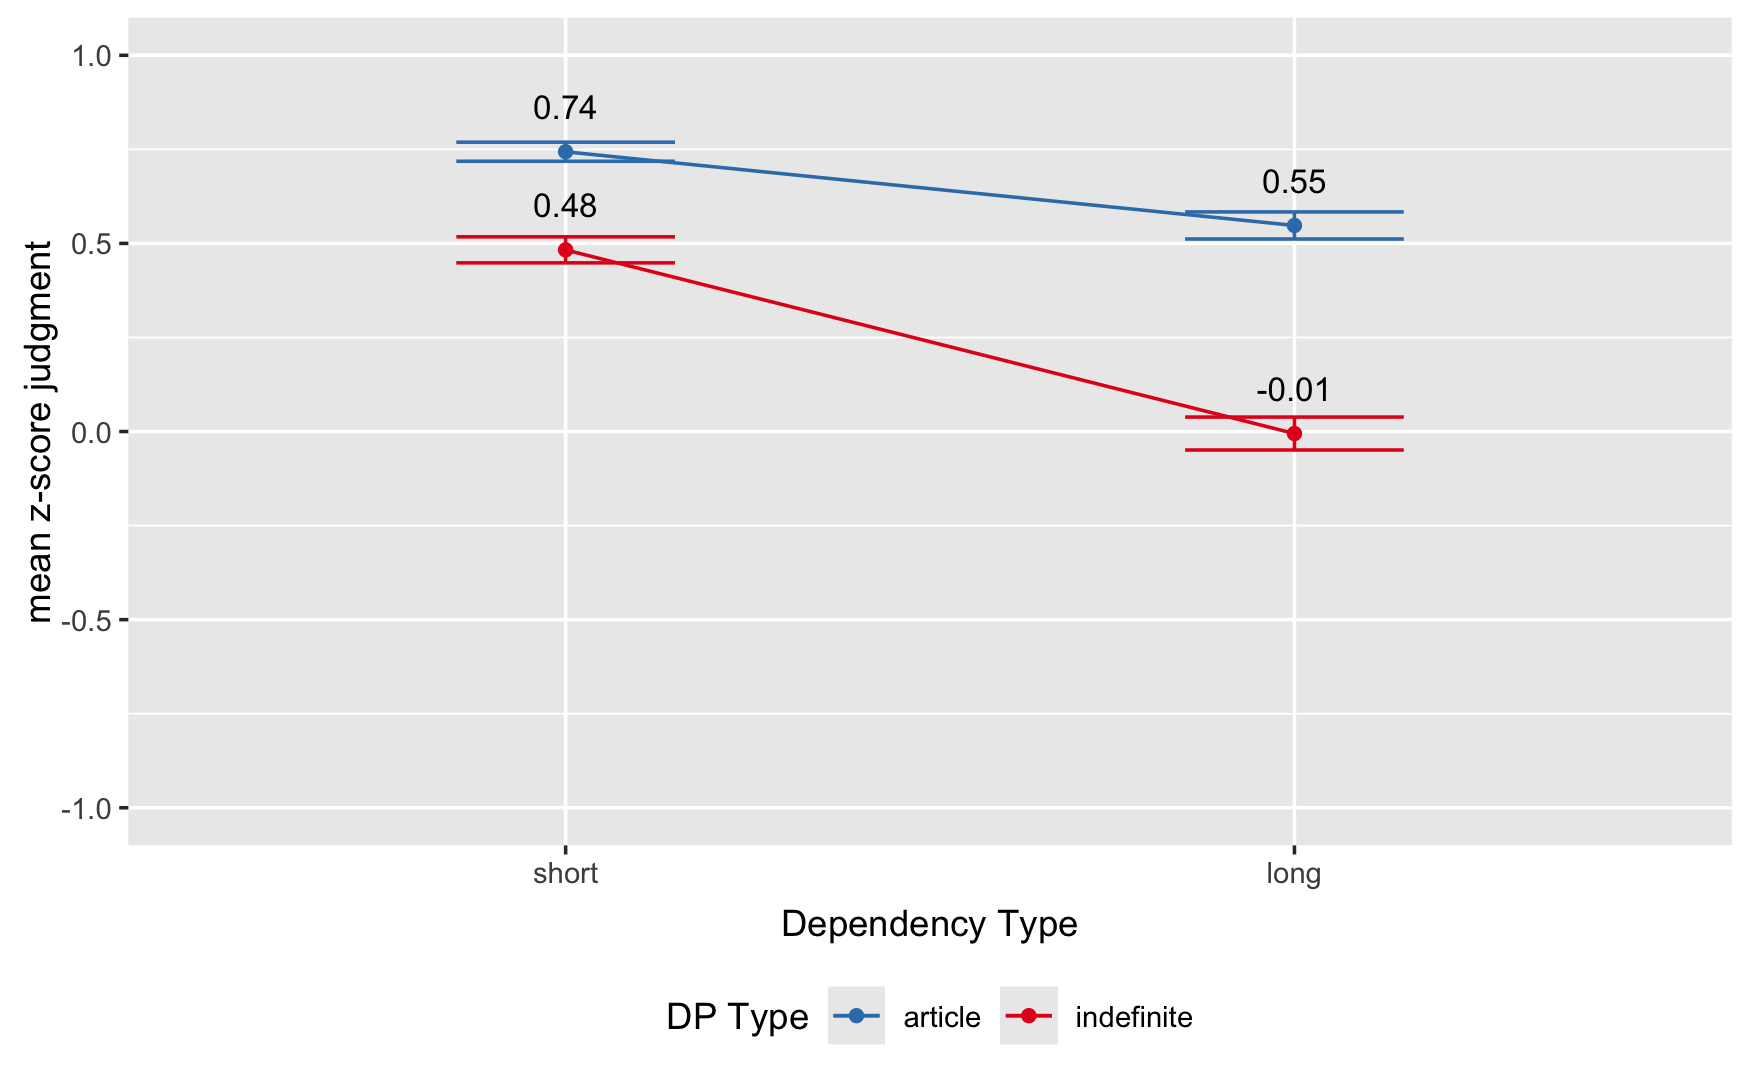 1.0
0.5
0.0
-0.5
-1.0
mean z-score judgment
0.74
0.48
0.55
-0.01
short long
Dependency Type
DP Type article indefinite